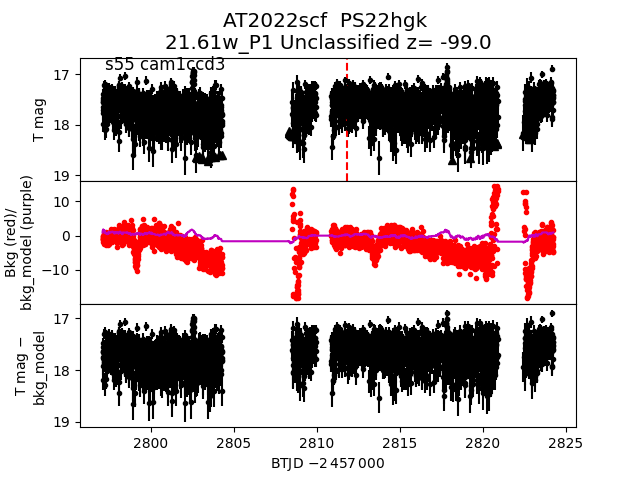 AT2022scf  PS22hgk
21.61w_P1 Unclassified z= -99.0
s55 cam1ccd3
17
18
19
T mag
10
0
−10
Bkg (red)/
bkg_model (purple)
17
18
19
T mag −
bkg_model
2800
2805
2810
2815
2820
2825
BTJD −2 457 000